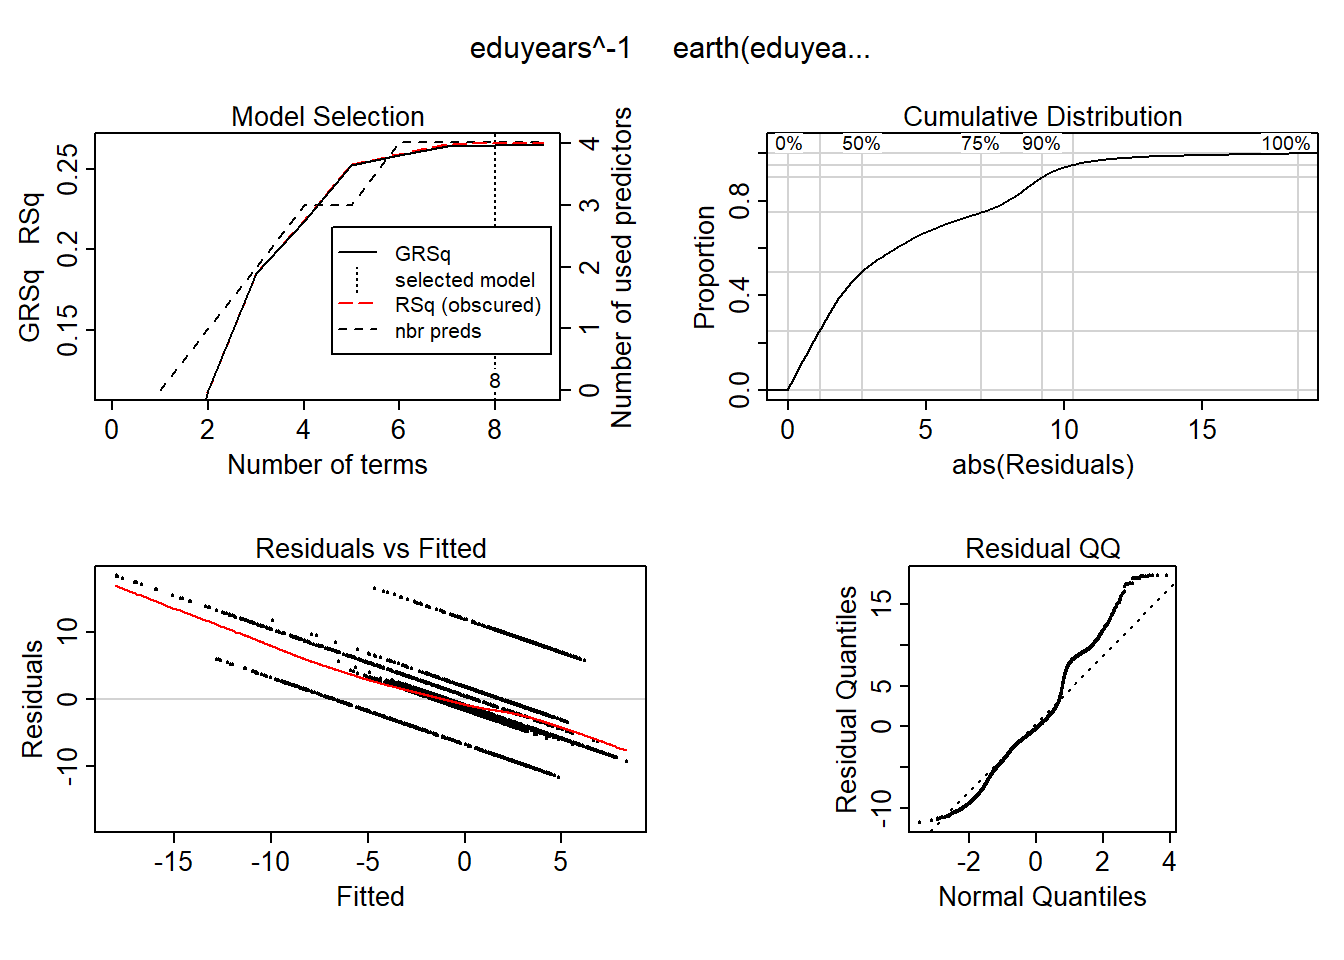 eduyears^-1     earth(eduyea...
Model Selection
GRSq   RSq
0.15 0.2 0.25
Number of used predictors
0 1 2 3 4
GRSq
selected model
RSq (obscured)
nbr preds
8
0 2 4 6 8
Number of terms
Cumulative Distribution
0% 50% 75% 90% 100%
Proportion
0.0 0.4 0.8
0 5 10 15
abs(Residuals)
Residuals vs Fitted
Residuals
-10 0 10
-15 -10 -5 0 5
Fitted
Residual QQ
Residual Quantiles
-10 0 5 15
-2 0 2 4
Normal Quantiles